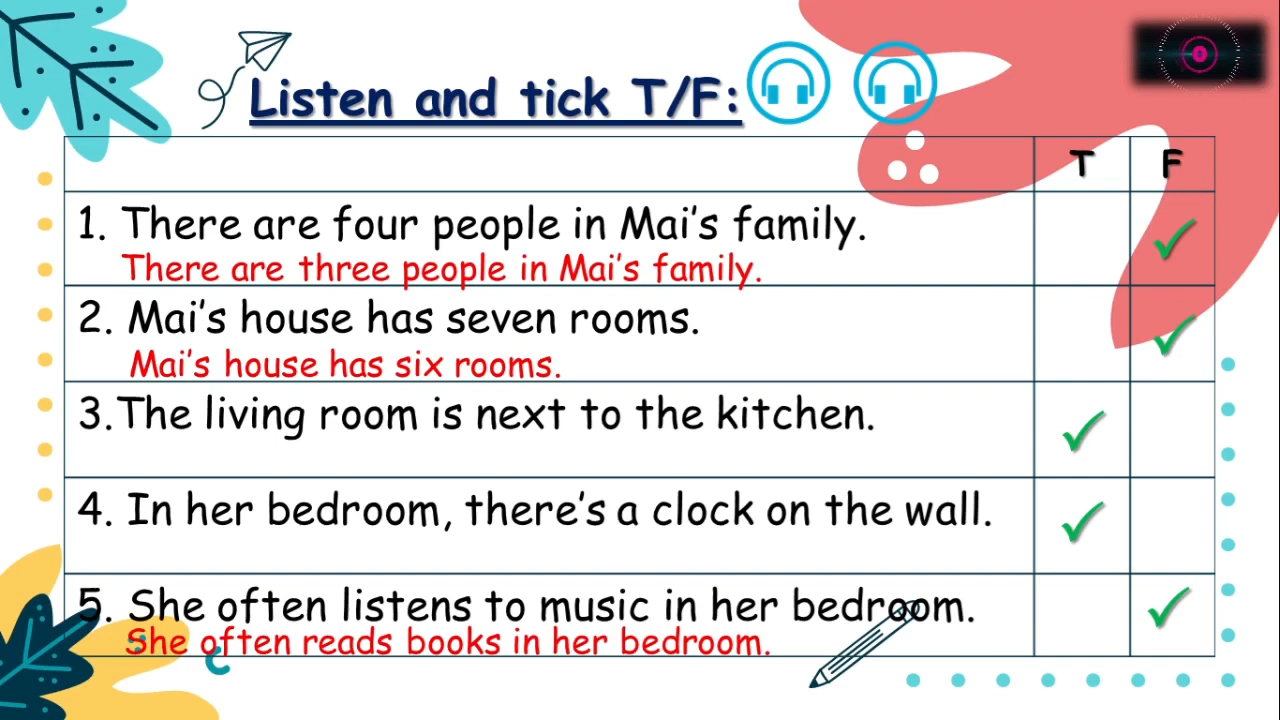 Listen and tick T/F:
T F
1. There are four people in Mai's family.
There are three people in Mai's family.
2. Mai's house has seven rooms.
Mai's house has six rooms.
3.The living room is next to the kitchen.
4. In her bedroom, there's a clock on the wall.
5. She often listens to music in her bedroom.
She often reads books in her bedroom.